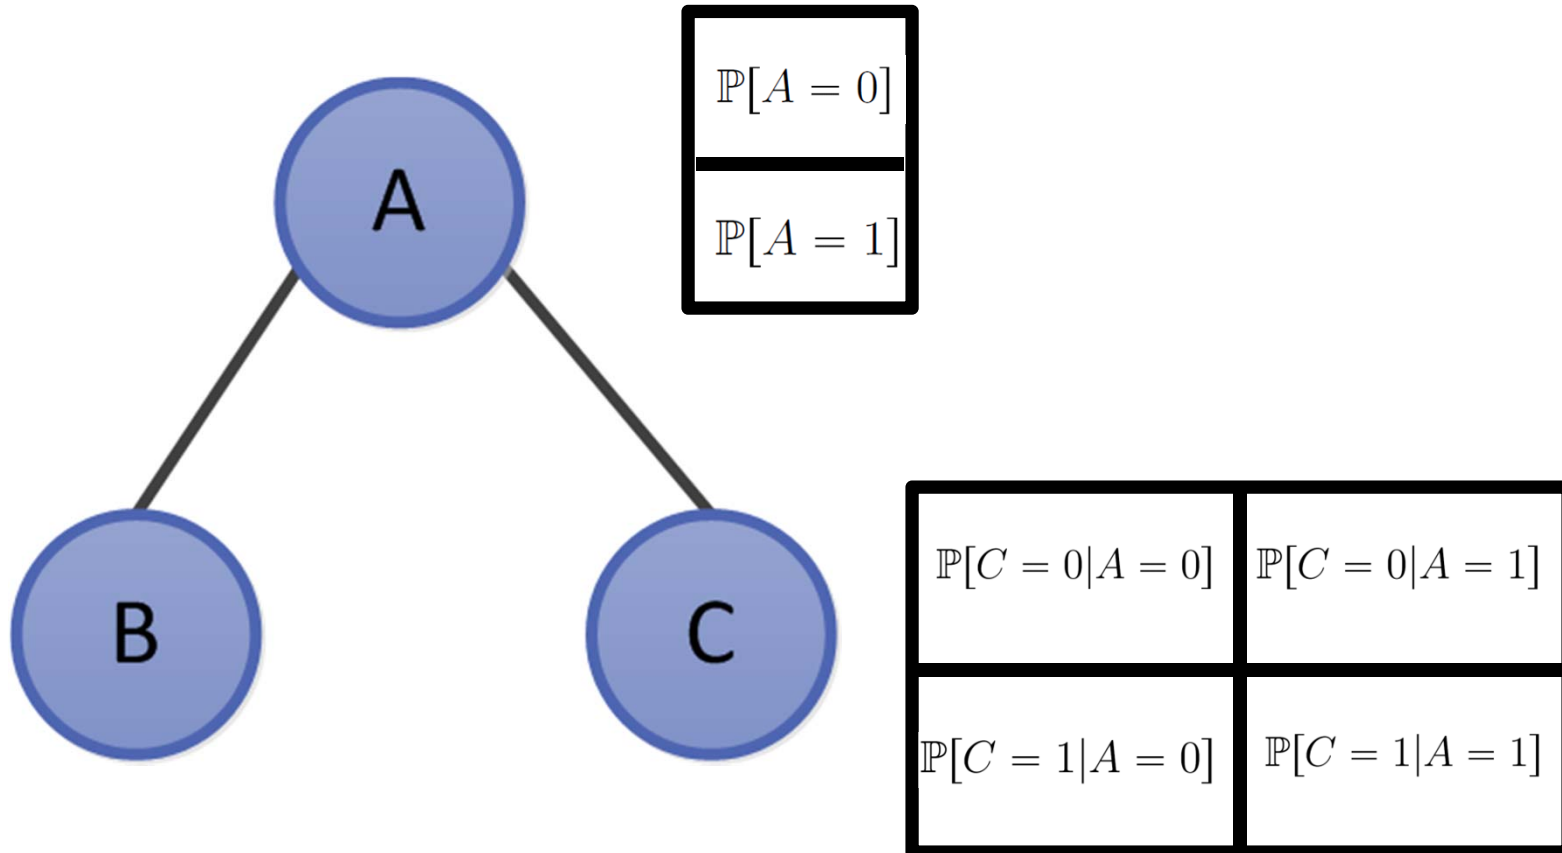 ℙ[A = 0]
A
ℙ[A = 1]
ℙ[C = 0|A = 0] ℙ[C = 0|A = 1]
B
C
ℙ[C = 1|A = 0] ℙ[C = 1|A = 1]